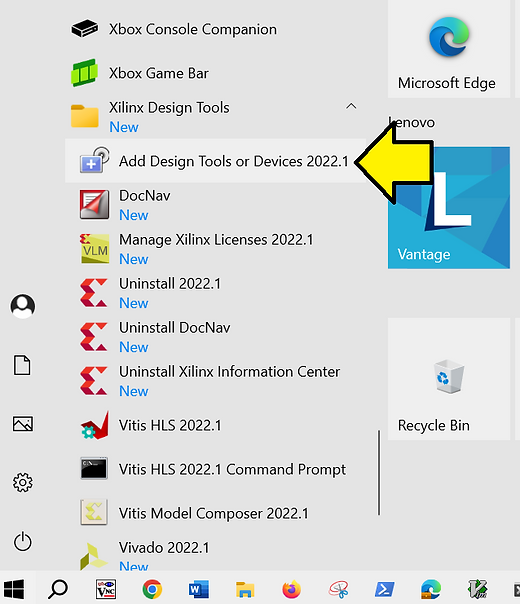 Xbox Console Companion
Xbox Game Bar
Xilinx Design Tools
New
Add Design Tools or Devices 2022.1
DocNav
New
VLM
Manage Xilinx Licenses 2022.1
New
Uninstall 2022.1
New
Uninstall DocNav
New
Uninstall Xilinx Information Center
New
Vitis HLS 2022.1
Vitis HLS 2022.1 Command Prompt
Vitis Model Composer 2022.1
Vivado 2022.1
New
Microsoft Edge
Lenovo
L
Vantage
Recycle Bin
VNC
W